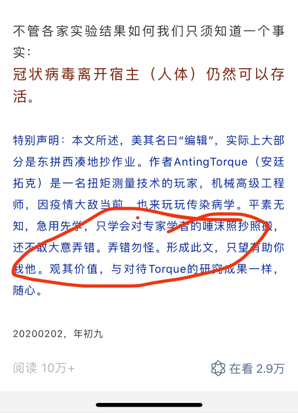 不管各家实验结果如何我们只须知道一个事
实：
冠状病毒离开宿主（人体）仍然可以存
活。
特别声明：本文所述，美其名曰“编辑”，实际上大部
分是东拼西凑地抄作业。作者AntingTorque（安廷
拓克）是一名扭矩测量技术的玩家，机械高级工程
师，因疫情大敌当前，也来玩玩传染病学。平素无
知，急用先学，只学会对专家学者的唾沫照抄照搬，
还不敢大意弄错。弄错勿怪。形成此文，只望有助你
我他。观其价值，与对待Torque的研究成果一样，
随心。
20200202，年初九
阅读 10万+
在看 2.9万